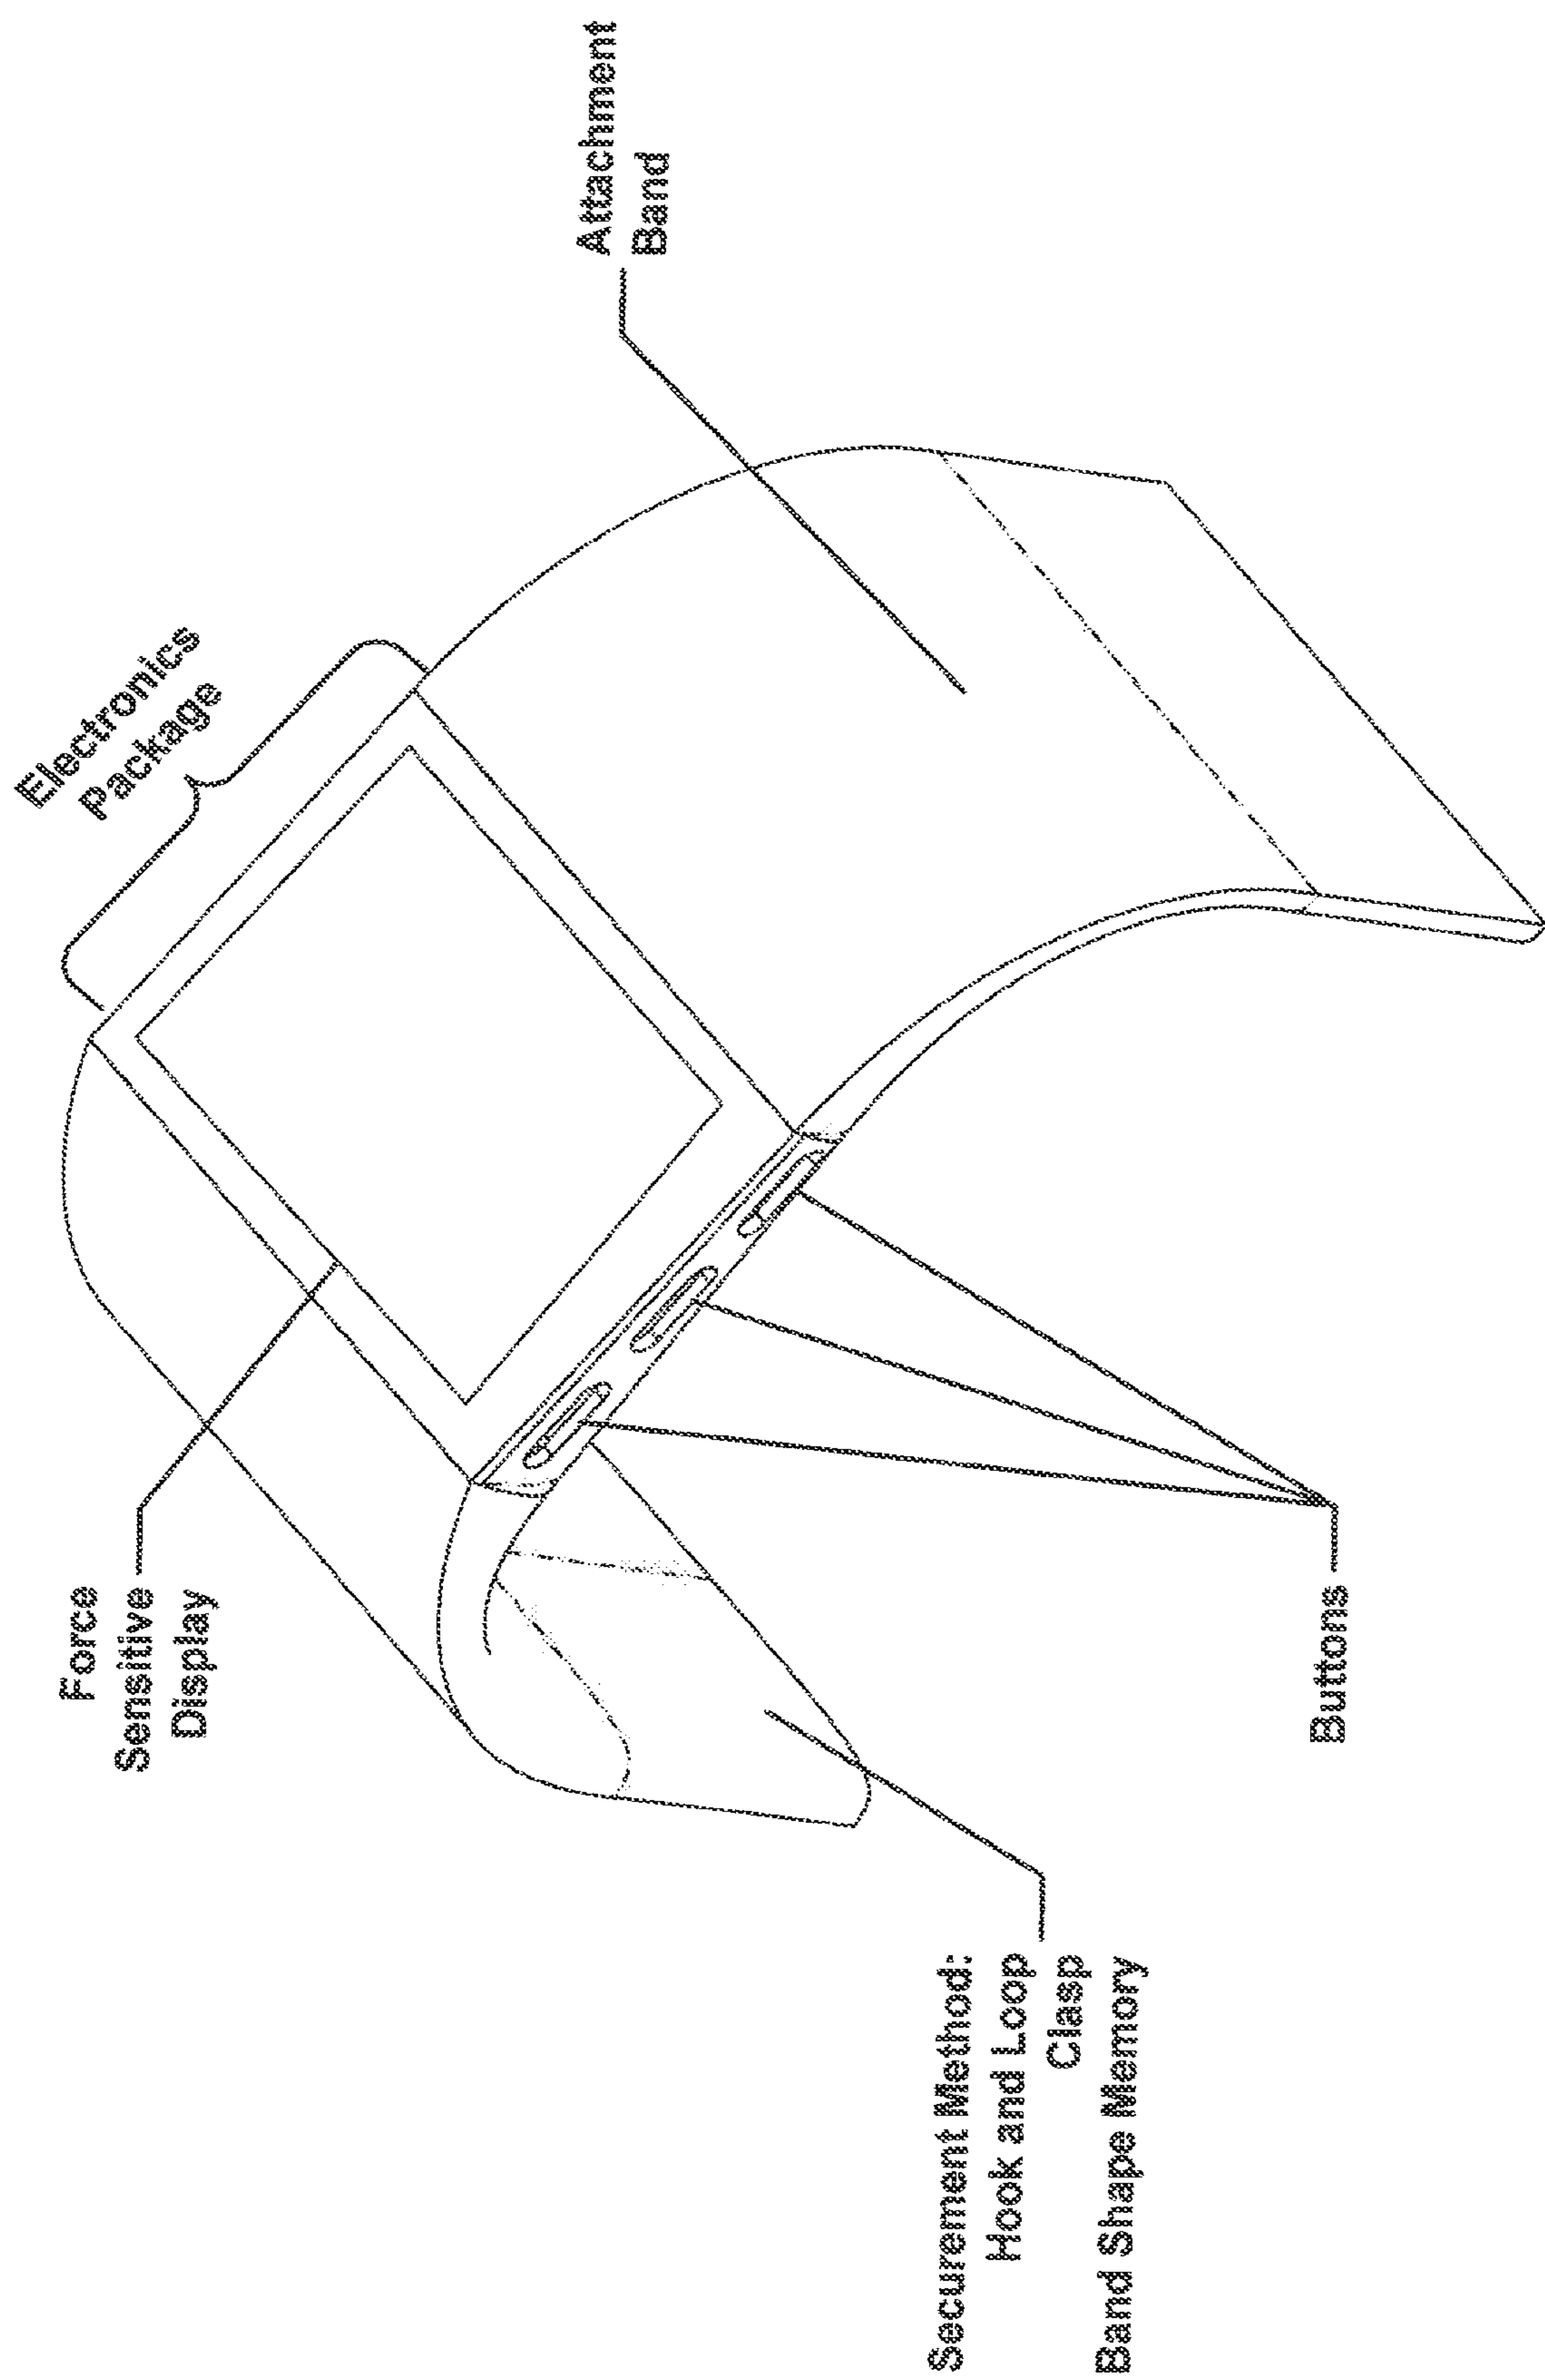 Force
Sensitive
Display
Electronics
Package
Attachment
Band
Securement Method:
Hook and Loop
Clasp
Band Shape Memory
Buttons